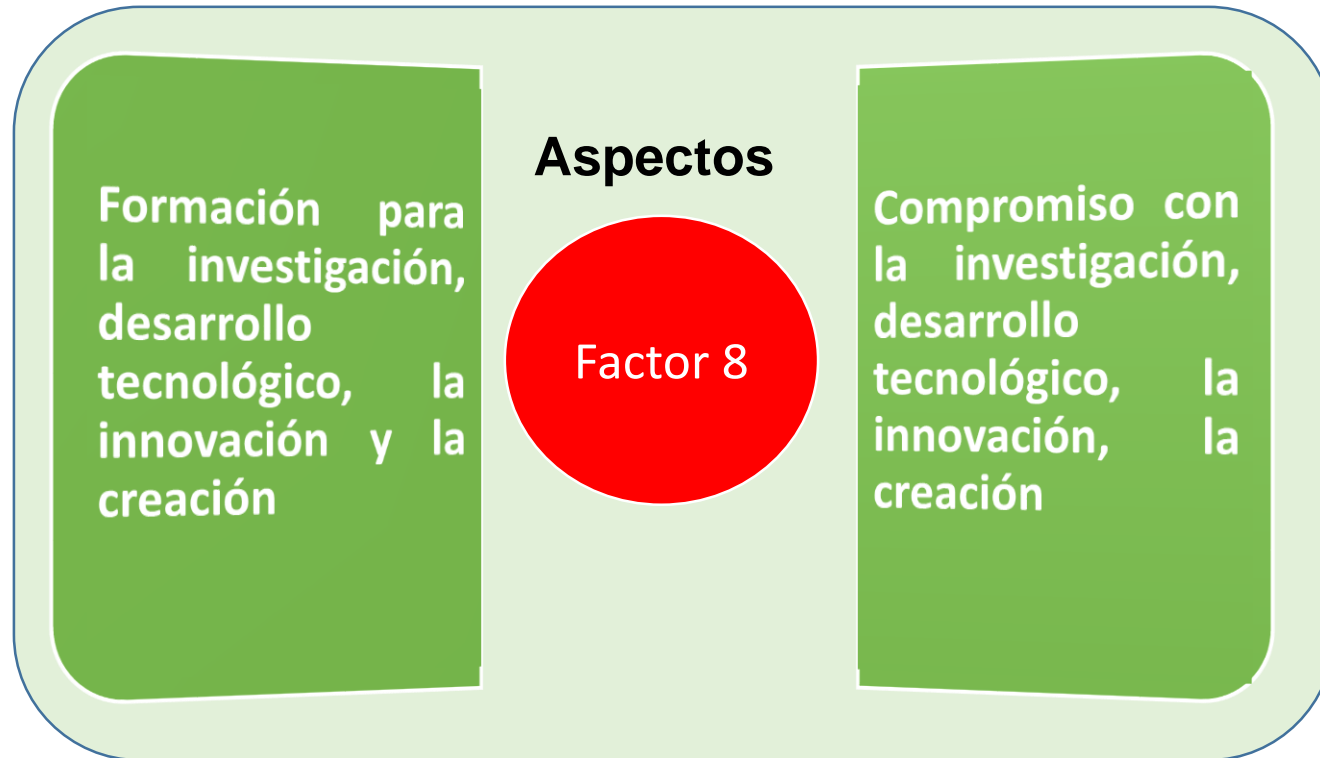 Aspectos
Formación para
la investigación,
desarrollo
tecnológico, la
innovación y la
creación
Factor 8
Compromiso con
la investigación,
desarrollo
tecnológico, la
innovación, la
creación